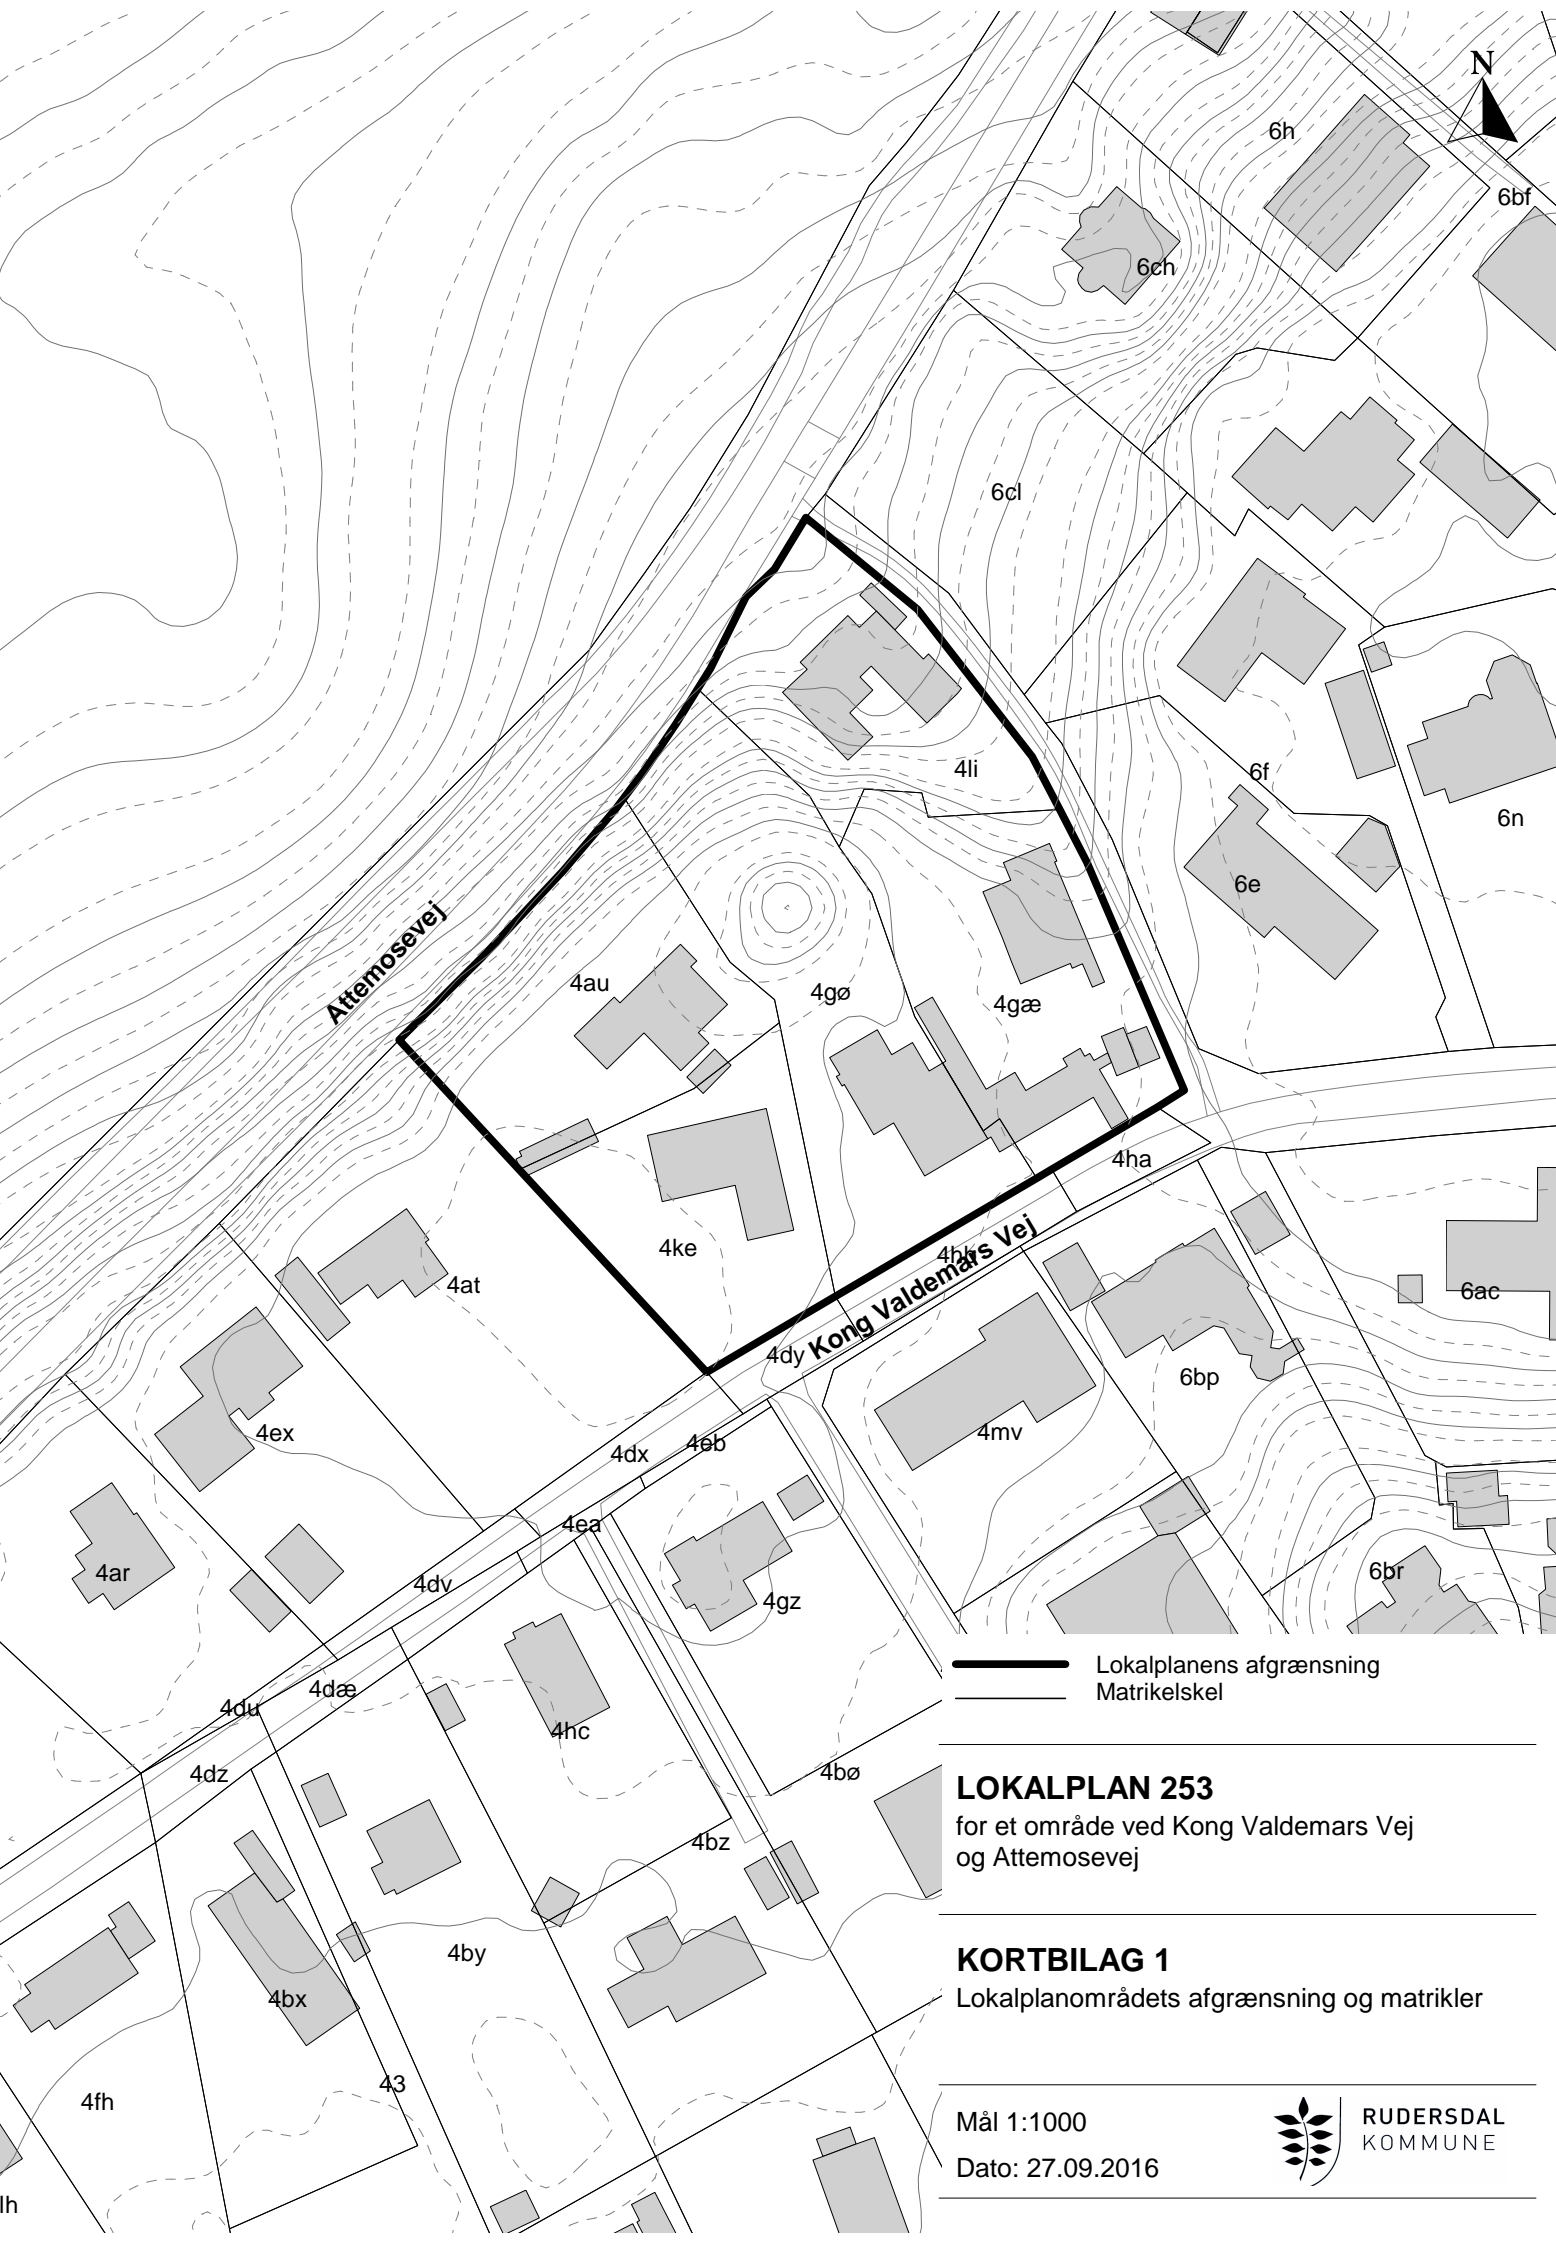 N
6h
6bf
6ch
6cl
4li
6f
6n
6e
Attemosevej
4au
4gø
4gæ
4ha
4ke
4at
Kong Valdemars Vej
6ac
4dy
6bp
4ex
4mv
4dx
4eb
4ea
4ar
4dv
4gz
6br
4dæ
4du
4hc
4dz
4bø
4bz
4by
4bx
43
4fh
lh
Lokalplanens afgrænsning
Matrikelskel
LOKALPLAN 253
for et område ved Kong Valdemars Vej
og Attemosevej
KORTBILAG 1
Lokalplanområdets afgrænsning og matrikler
Mål 1:1000
Dato: 27.09.2016
RUDERSDAL
KOMMUNE